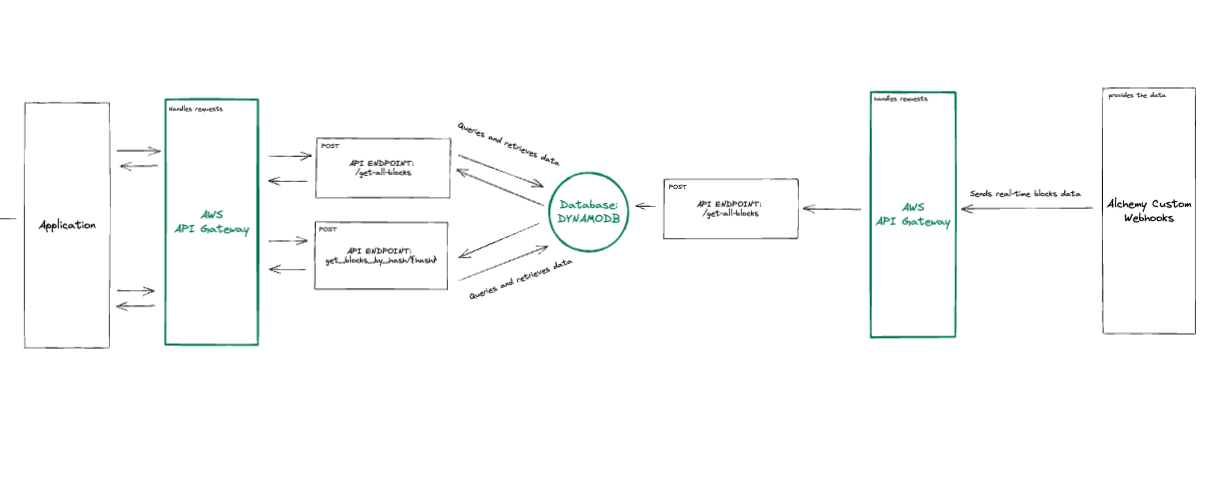 Application
Handles requests
AWS
API Gateway
POST
API ENDPOINT:
/get-all-blocks
POST
API ENDPOINT:
get_blocks_by_hash/{hash}
Queries and retrieves data
Queries and retrieves data
Database:
DYNAMODB
POST
API ENDPOINT:
/get-all-blocks
handles requests
AWS
API Gateway
Sends real-time blocks data
provides the data
Alchemy Custom
Webhooks